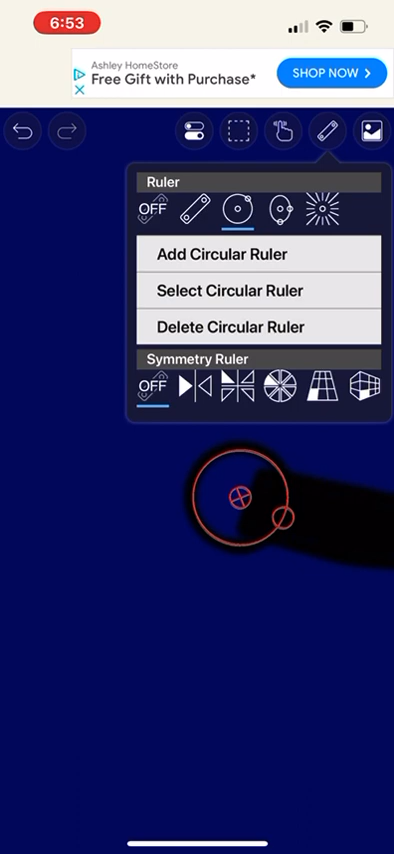 6:53
Ashley HomeStore
Free Gift with Purchase*
SHOP NOW >
Ruler
OFF
Add Circular Ruler
Select Circular Ruler
Delete Circular Ruler
Symmetry Ruler
OFF